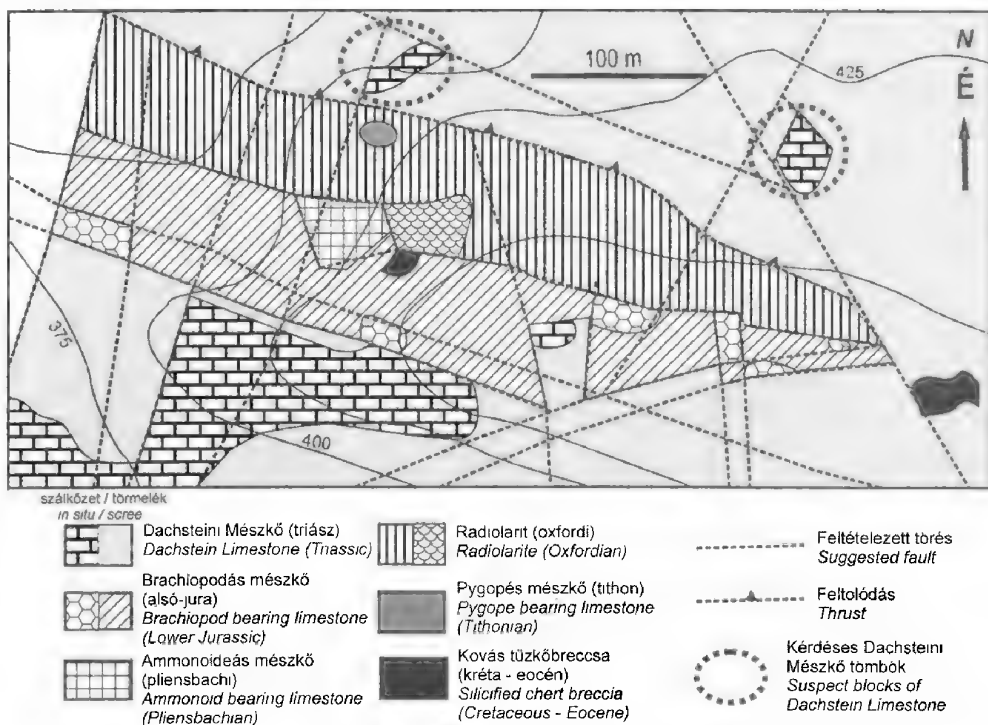 100 m
425
N
É
375
400
szálkőzet / törmelék
in situ / scree
Dachsteini Mészkő (triász)
Dachstein Limestone (Triassic)
Brachiopodás mészkő
(alsó-jura)
Brachiopod bearing limestone
(Lower Jurassic)
Ammonoideás mészkő
(pliensbachi)
Ammonoid bearing limestone
(Pliensbachian)
Radiolarit (oxfordi)
Radiolarite (Oxfordian)
Pygopés mészkő (tithon)
Pygope bearing limestone
(Tithonian)
Kovás tűzkőbreccsa
(kréta - eocén)
Silicified chert breccia
(Cretaceous - Eocene)
Feltételezett törés
Suggested fault
Feltolódás
Thrust
Kérdéses Dachsteini
Mészkő tömbök
Suspect blocks of
Dachstein Limestone